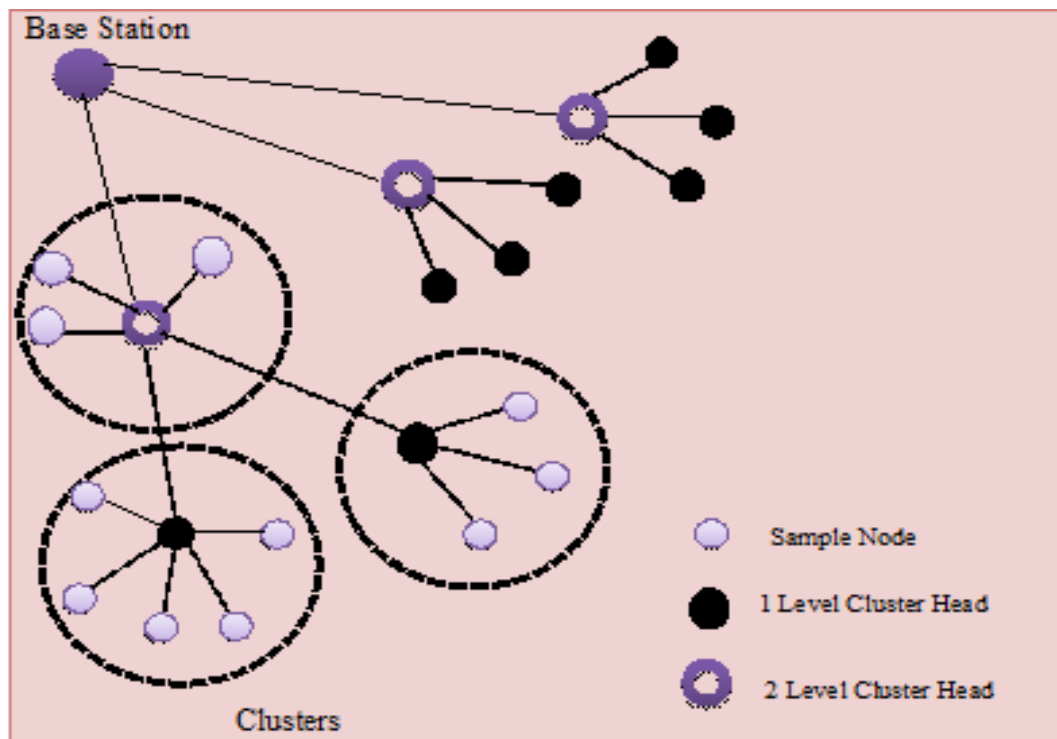 Base Station
Sample Node
1 Level Cluster Head
2 Level Cluster Head
Clusters